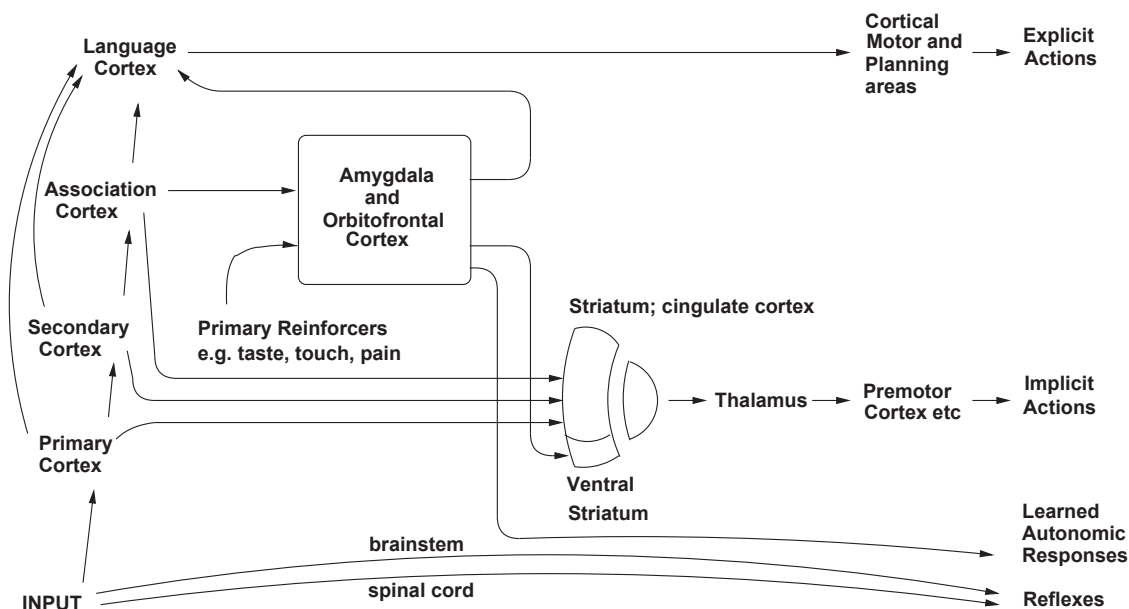 Language
Cortex
Cortical
Motor and
Planning
areas
Explicit
Actions
Association
Cortex
Amygdala
and
Orbitofrontal
Cortex
Secondary
Cortex
Primary Reinforcers
e.g. taste, touch, pain
Striatum; cingulate cortex
Thalamus
Premotor
Cortex etc
Implicit
Actions
Primary
Cortex
Ventral
Striatum
Learned
Autonomic
Responses
brainstem
spinal cord
INPUT
Reflexes